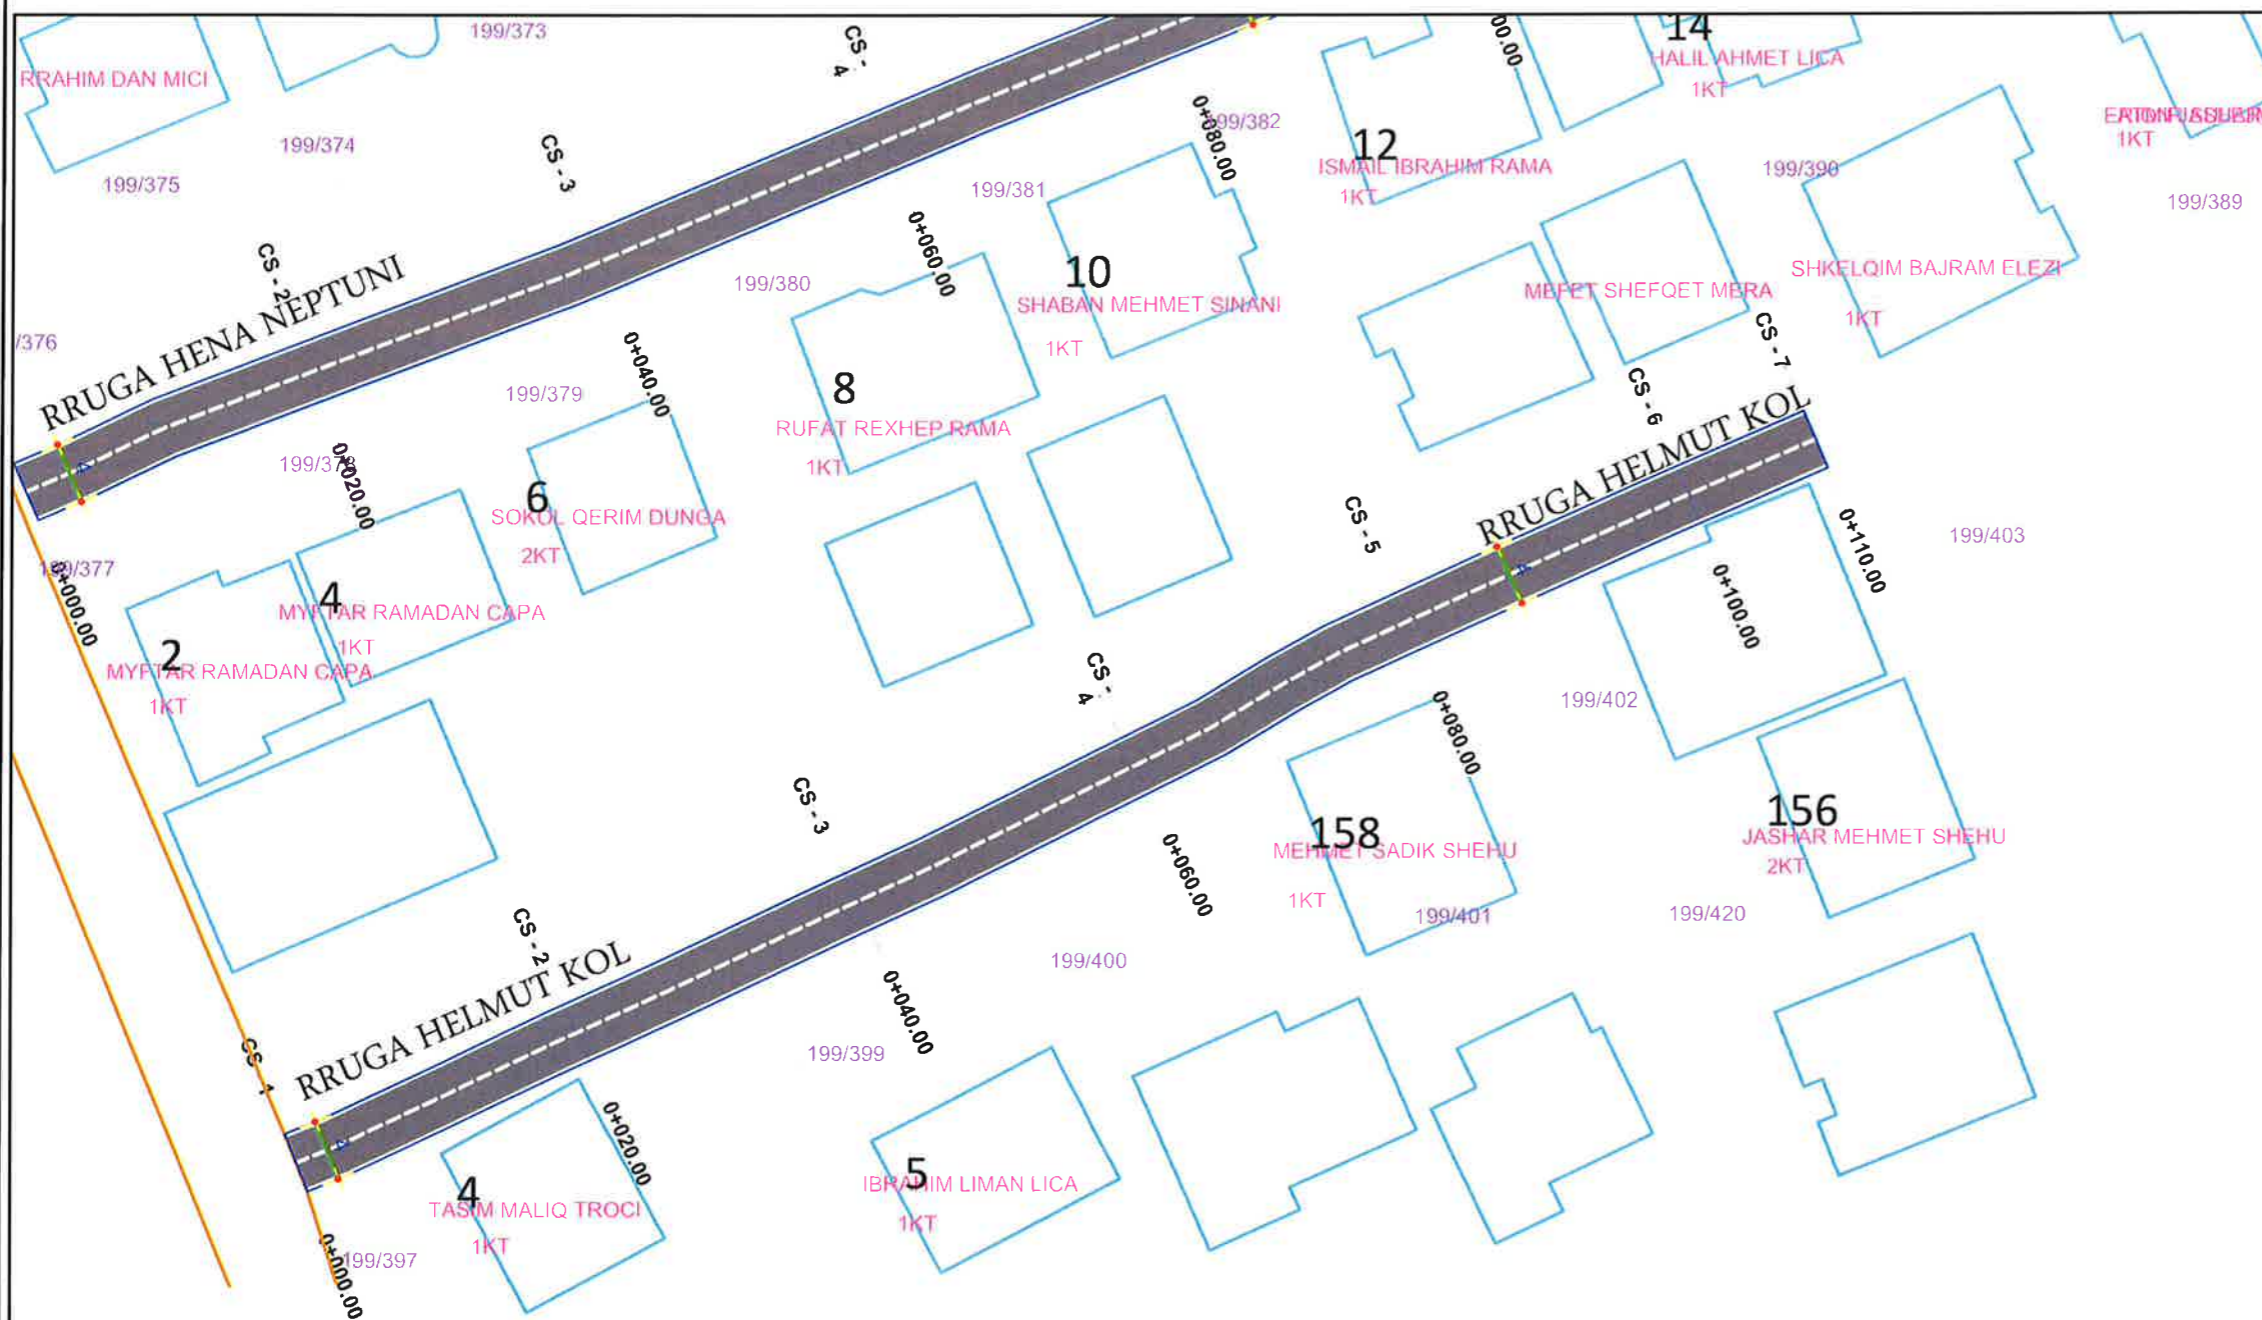 199/373
CS - 4
00.00
14
HALIL AHMET LICA
1KT
RRAHIM DAN MICI
199/374
199/375
CS - 3
0+080.00
199/382
12
ISMAIL IBRAHIM RAMA
1KT
199/390
1KT
199/389
199/381
CS - 2
RRUGA HENA NEPTUNI
199/380
0+060.00
10
SHABAN MEHMET SINANI
1KT
MEFET SHEFQET MERA
SHKELQIM BAJRAM ELEZI
1KT
CS - 7
/376
199/379
0+040.00
8
RUFAT REXHEP RAMA
1KT
CS - 6
RRUGA HELMUT KOL
199/378
0+020.00
6
SOKOL QERIM DUNGA
2KT
CS - 5
0+110.00
199/403
199/377
0+000.00
4
MYFTAR RAMADAN CAPA
1KT
0+100.00
2
MYFTAR RAMADAN CAPA
1KT
CS - 4
199/402
0+080.00
CS - 3
158
MEHMET SADIK SHEHU
1KT
156
JASHAR MEHMET SHEHU
2KT
0+060.00
199/401
199/420
CS - 2
RRUGA HELMUT KOL
199/400
0+040.00
199/399
CS - 1
0+020.00
4
TASIM MALIQ TROCI
1KT
5
IBRAHIM LIMAN LICA
1KT
0+000.00
199/397